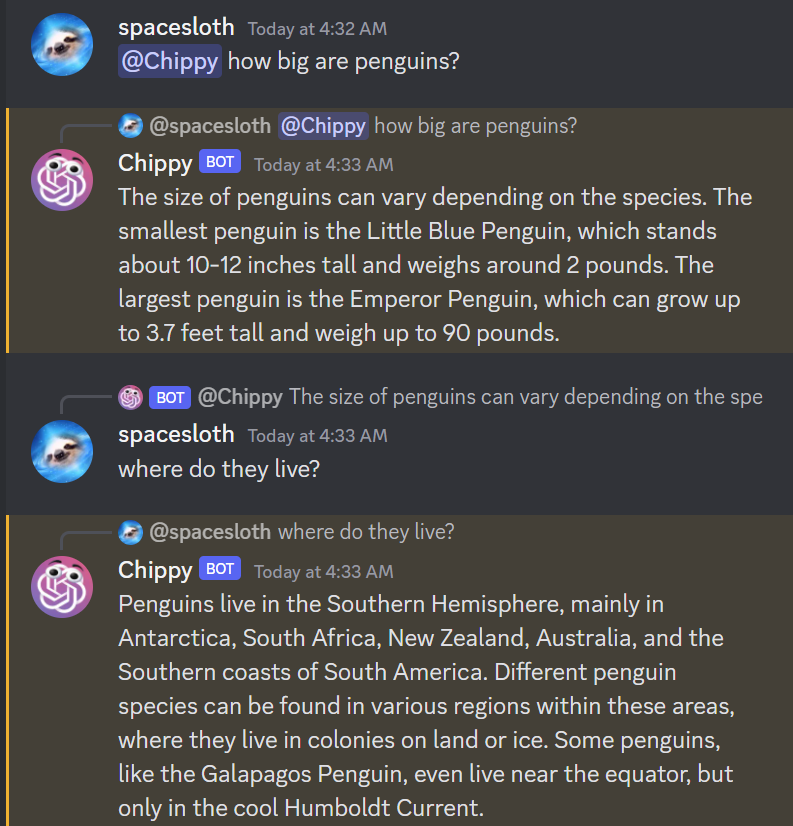 spacesloth Today at 4:32 AM
@Chippy how big are penguins?
@spacesloth @Chippy how big are penguins?
Chippy BOT Today at 4:33 AM
The size of penguins can vary depending on the species. The
smallest penguin is the Little Blue Penguin, which stands
about 10-12 inches tall and weighs around 2 pounds. The
largest penguin is the Emperor Penguin, which can grow up
to 3.7 feet tall and weigh up to 90 pounds.
BOT @Chippy The size of penguins can vary depending on the spe
spacesloth Today at 4:33 AM
where do they live?
@spacesloth where do they live?
Chippy BOT Today at 4:33 AM
Penguins live in the Southern Hemisphere, mainly in
Antarctica, South Africa, New Zealand, Australia, and the
Southern coasts of South America. Different penguin
species can be found in various regions within these areas,
where they live in colonies on land or ice. Some penguins,
like the Galapagos Penguin, even live near the equator, but
only in the cool Humboldt Current.